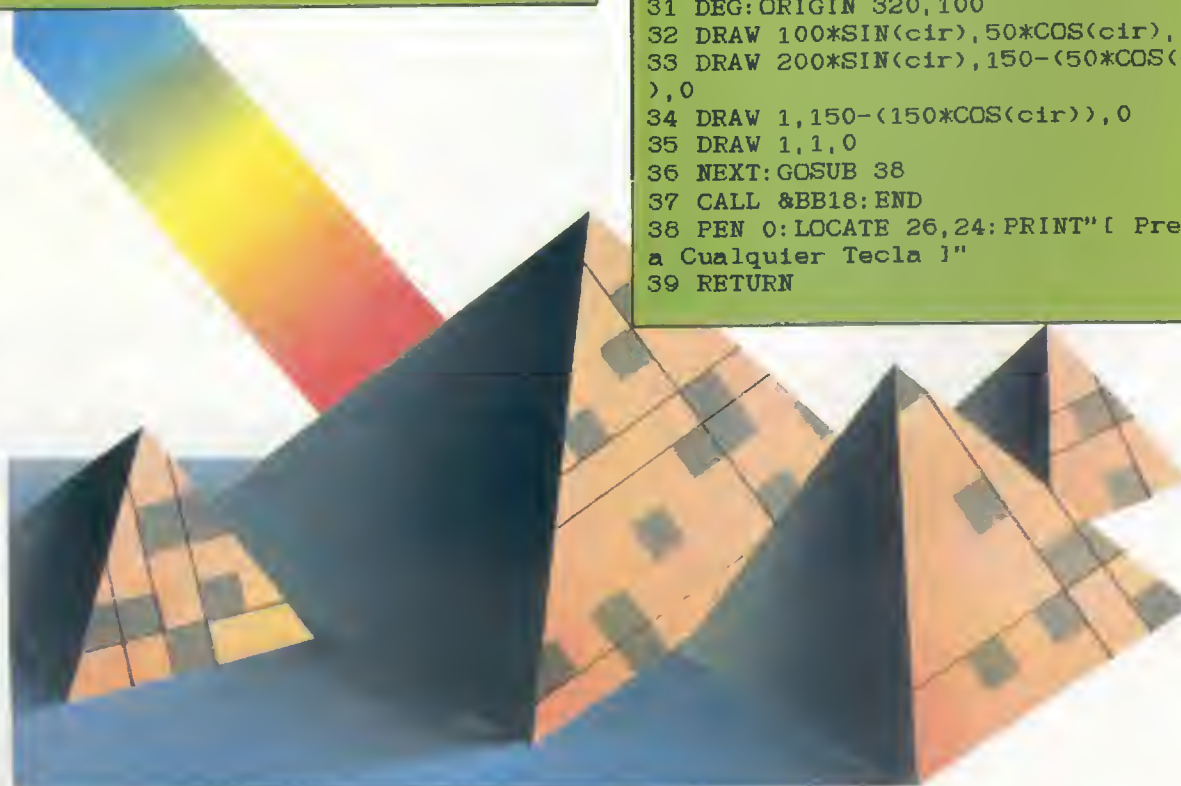 31 DEG:ORIGIN 320,100
32 DRAW 100*SIN(cir),50*COS(cir),
33 DRAW 200*SIN(cir),150-(50*COS(
),0
34 DRAW 1,150-(150*COS(cir)),0
35 DRAW 1,1,0
36 NEXT:GOSUB 38
37 CALL &BB18:END
38 PEN 0:LOCATE 26,24:PRINT"[ Pre
a Cualquier Tecla ]"
39 RETURN